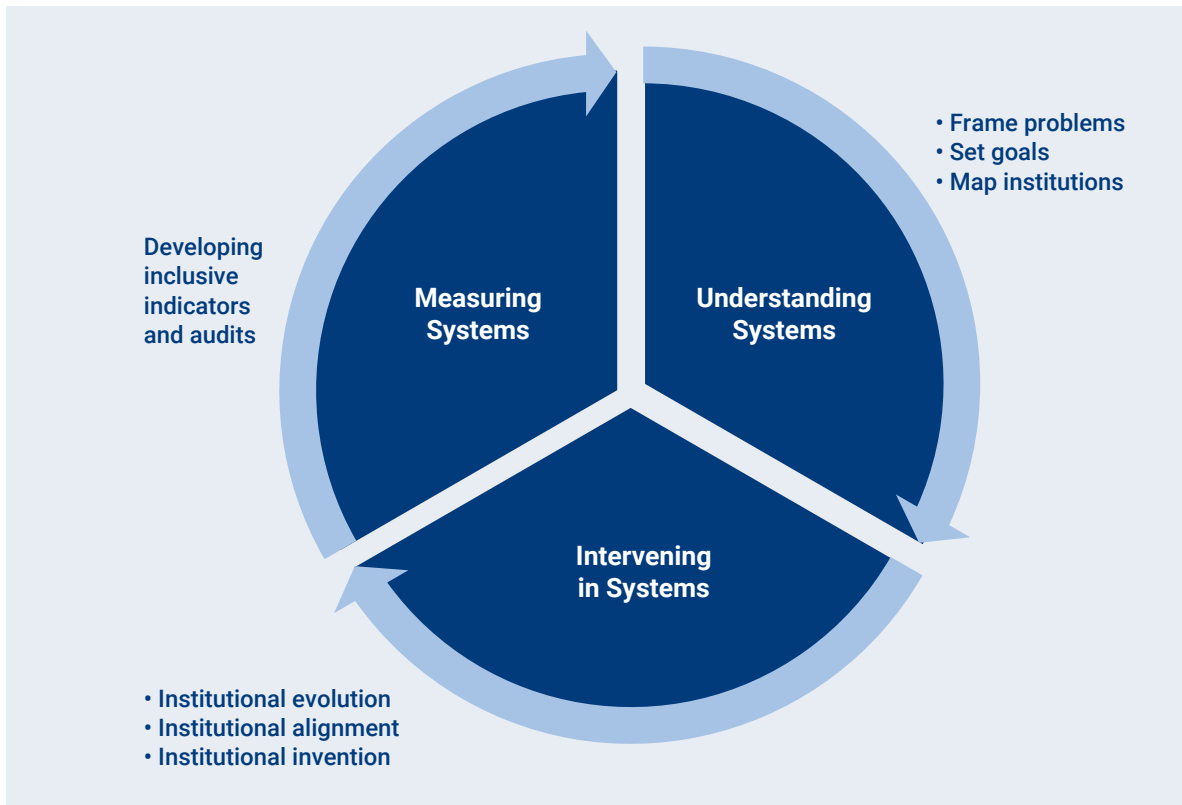 • Frame problems
• Set goals
• Map institutions
Developing
inclusive
indicators
and audits
Measuring
Systems
Understanding
Systems
Intervening
in Systems
• Institutional evolution
• Institutional alignment
• Institutional invention